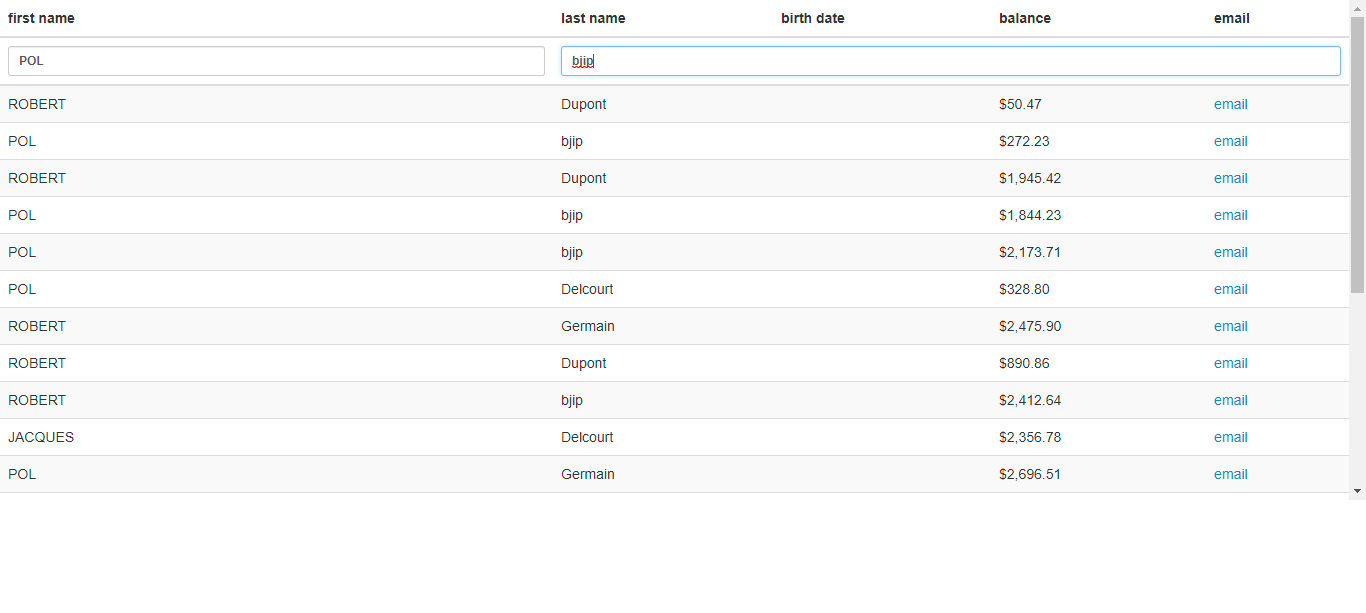 first name last name birth date balance email
POL bjip
ROBERT Dupont $50.47 email
POL bjip $272.23 email
ROBERT Dupont $1,945.42 email
POL bjip $1,844.23 email
POL bjip $2,173.71 email
POL Delcourt $328.80 email
ROBERT Germain $2,475.90 email
ROBERT Dupont $890.86 email
ROBERT bjip $2,412.64 email
JACQUES Delcourt $2,356.78 email
POL Germain $2,696.51 email